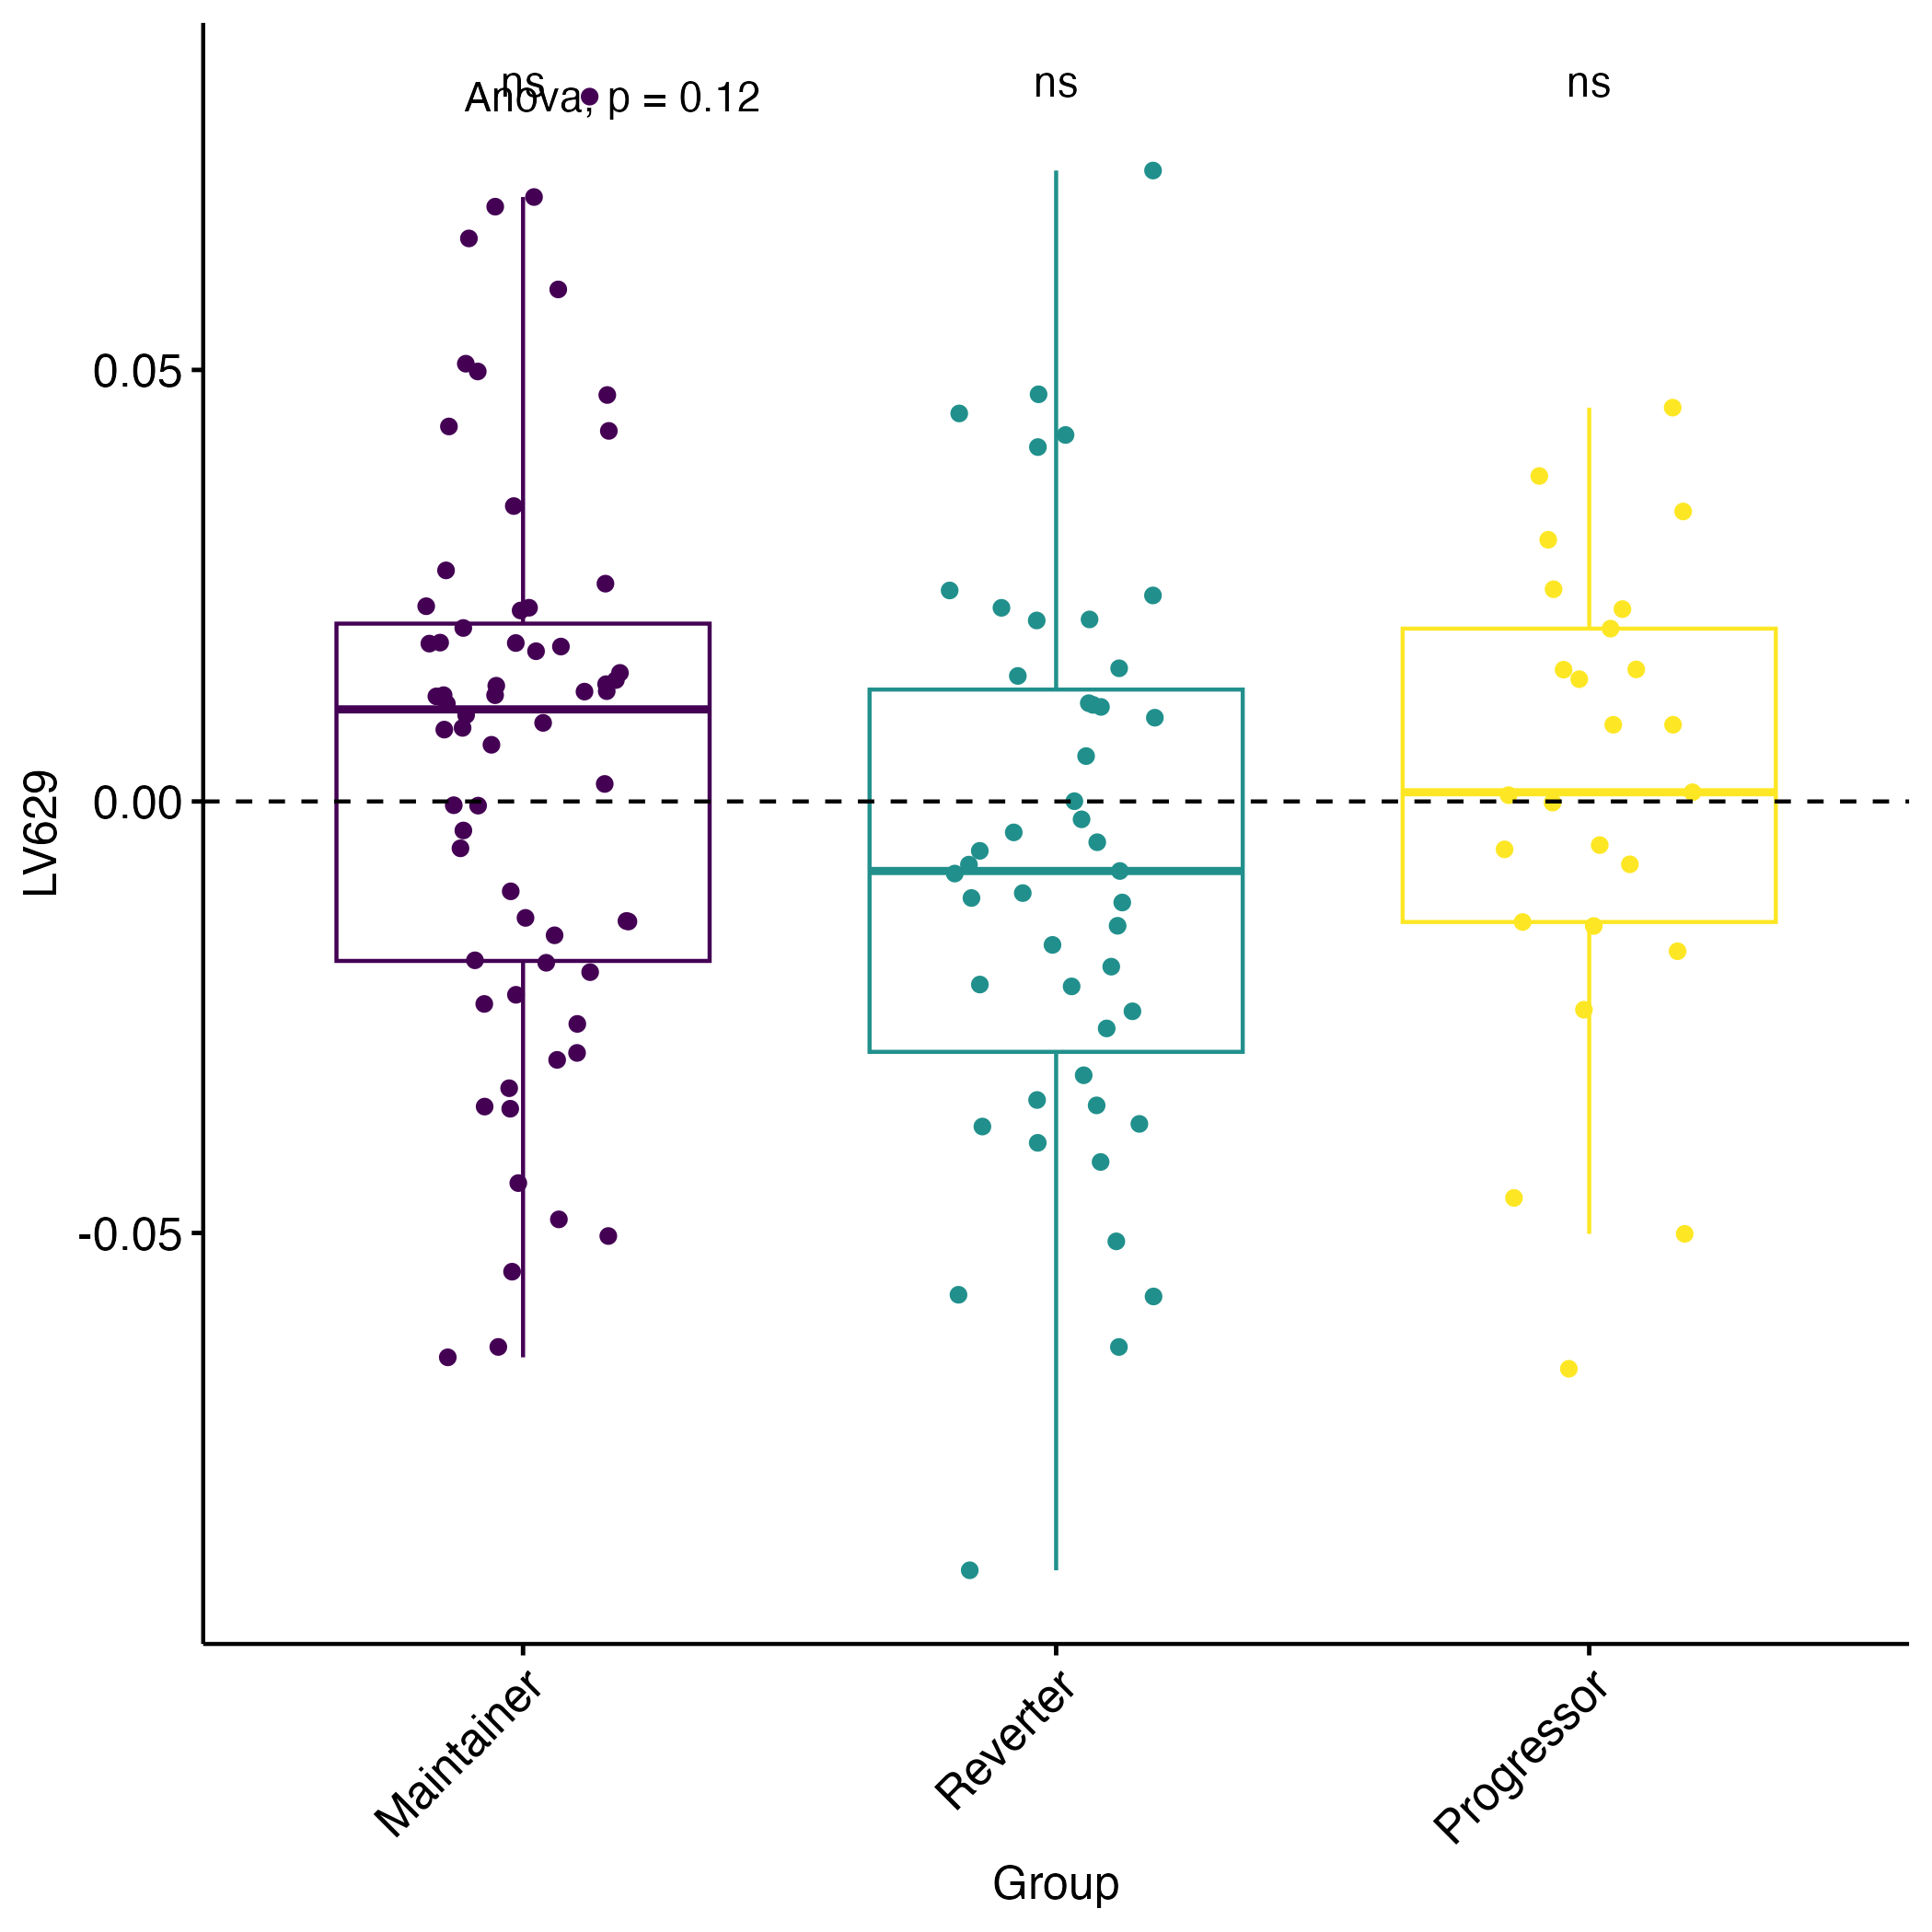 ns
Anova, p = 0.12
ns
ns
0.05
0.00
-0.05
LV629
Maintainer
Reverter
Progressor
Group